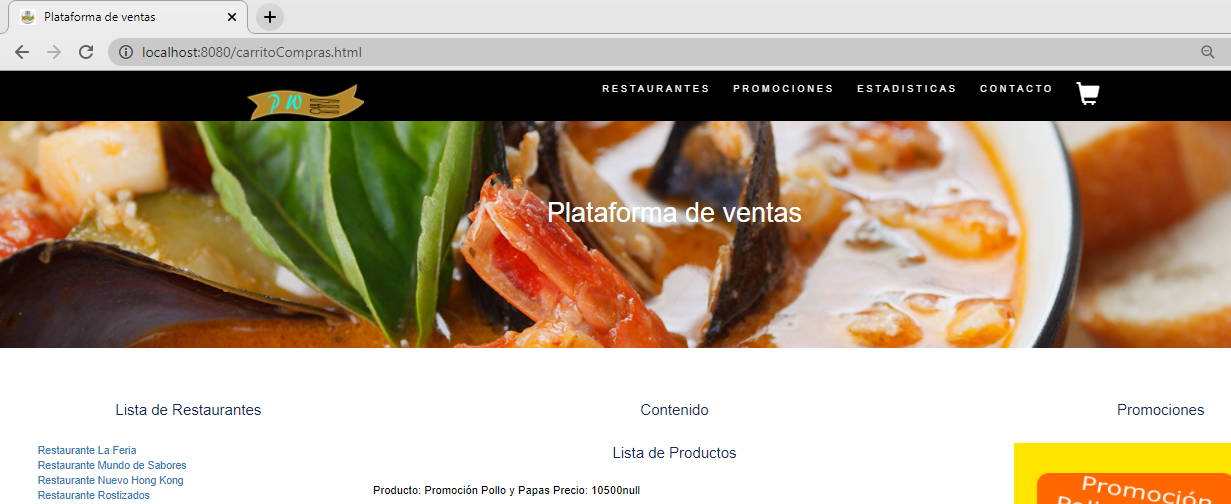 Plataforma de ventas
localhost:8080/carritoCompras.html
PW
RESTAURANTES PROMOCIONES ESTADISTICAS CONTACTO
Plataforma de ventas
Lista de Restaurantes
Restaurante La Feria
Restaurante Mundo de Sabores
Restaurante Nuevo Hong Kong
Restaurante Rostizados
Contenido
Lista de Productos
Producto: Promoción Pollo y Papas Precio: 10500null
Promociones
Promoción